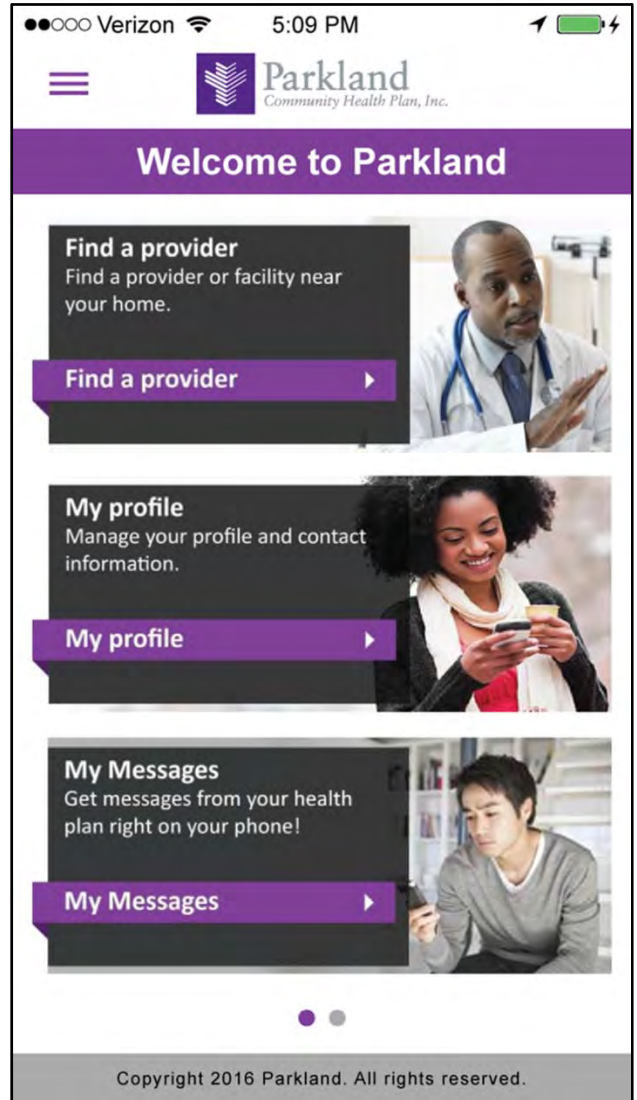 Verizon 5:09 PM
Parkland
Community Health Plan, Inc.
Welcome to Parkland
Find a provider
Find a provider or facility near
your home.
Find a provider
My profile
Manage your profile and contact
information.
My profile
My Messages
Get messages from your health
plan right on your phone!
My Messages
Copyright 2016 Parkland. All rights reserved.